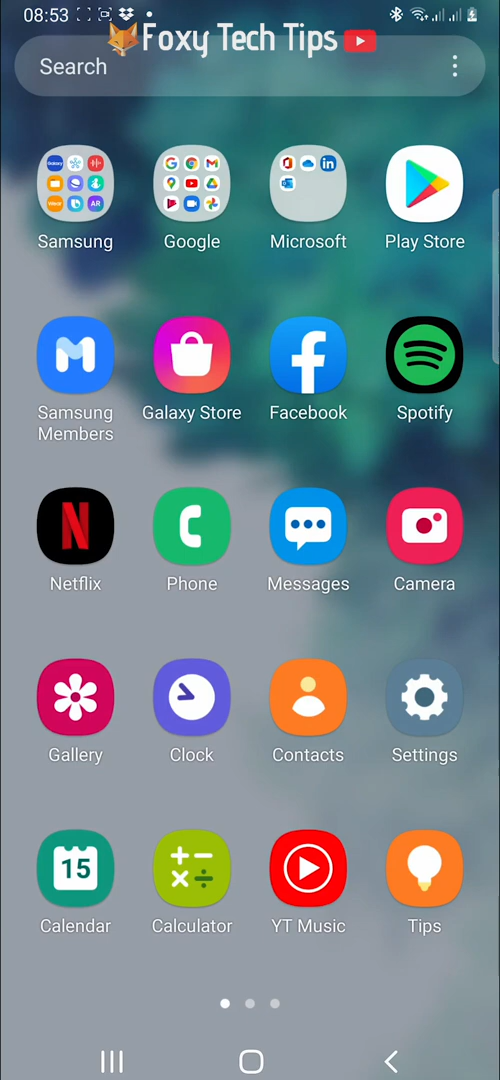 08:53
Foxy Tech Tips
Search
Samsung
Google
Microsoft
Play Store
Samsung Members
Galaxy Store
Facebook
Spotify
Netflix
Phone
Messages
Camera
Gallery
Clock
Contacts
Settings
15
Calendar
Calculator
YT Music
Tips